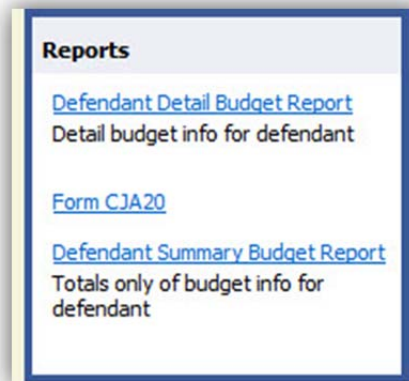 Reports
Defendant Detail Budget Report
Detail budget info for defendant
Form CJA20
Defendant Summary Budget Report
Totals only of budget info for
defendant